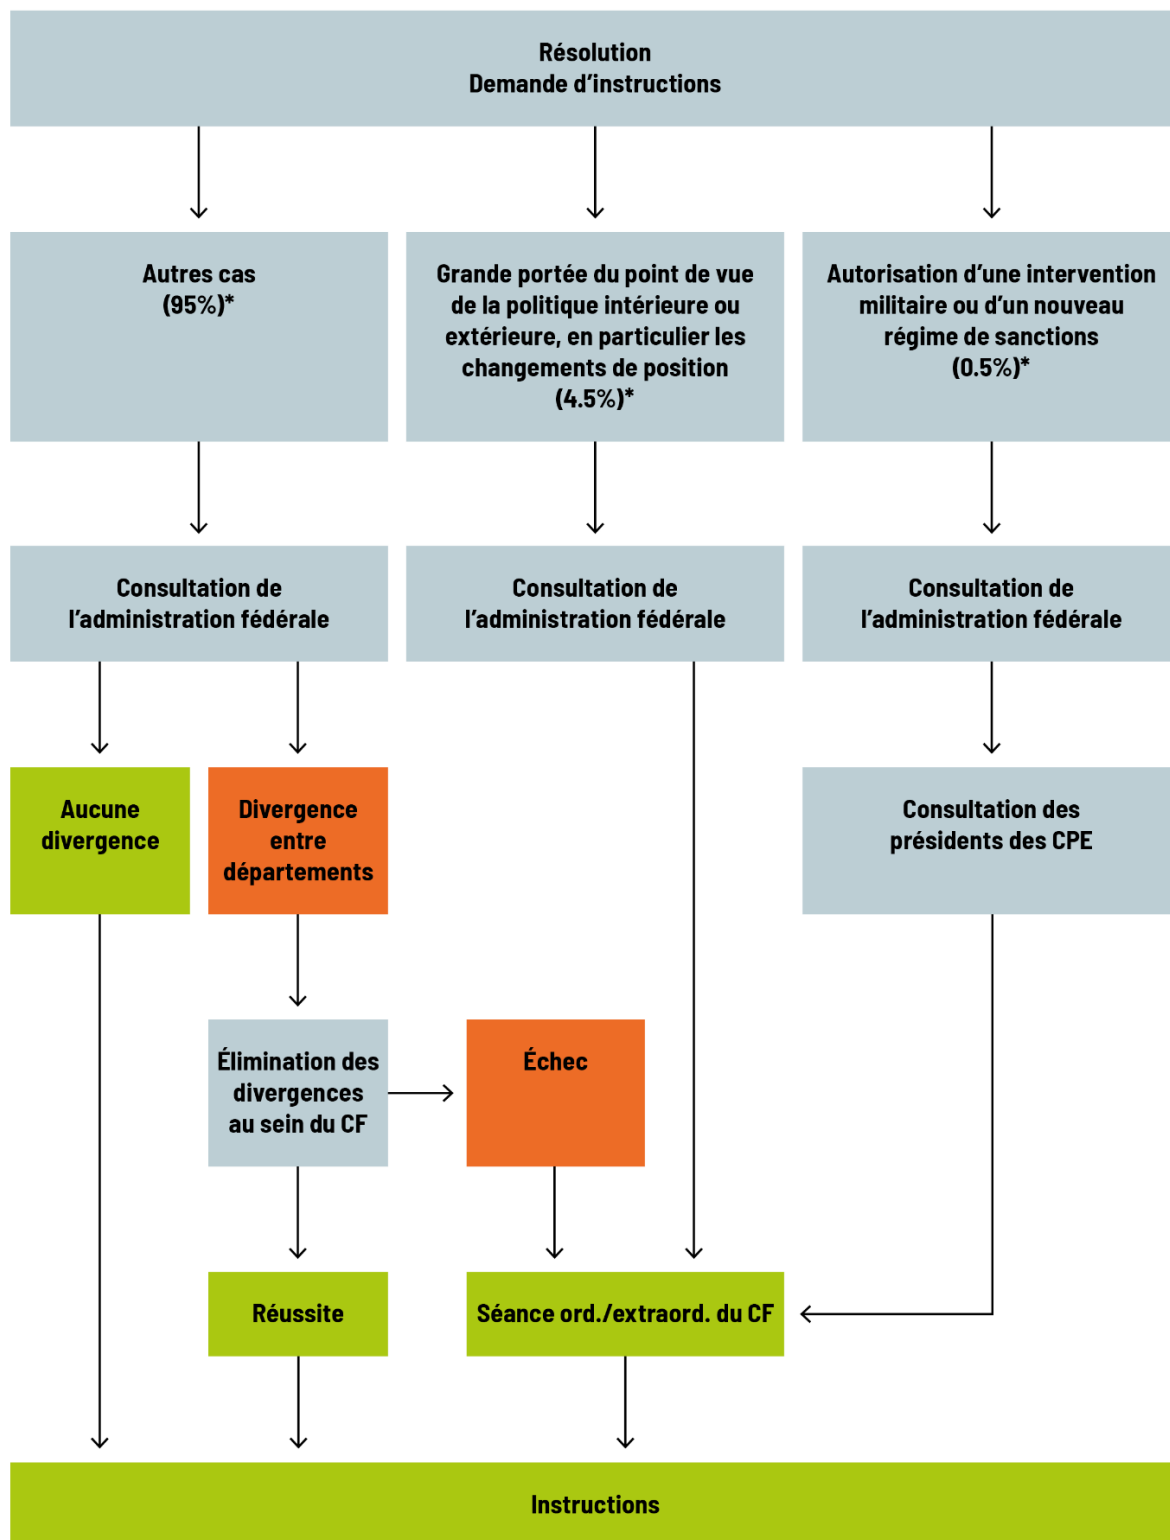 Résolution
Demande d’instructions
Autres cas
(95%)*
Grande portée du point de vue
de la politique intérieure ou
extérieure, en particulier les
changements de position
(4.5%)*
Autorisation d’une intervention
militaire ou d’un nouveau
régime de sanctions
(0.5%)*
Consultation de
l’administration fédérale
Consultation de
l’administration fédérale
Consultation de
l’administration fédérale
Aucune
divergence
Divergence
entre
départements
Consultation des
présidents des CPE
Élimination des
divergences
au sein du CF
Échec
Réussite
Séance ord./extraord. du CF
Instructions